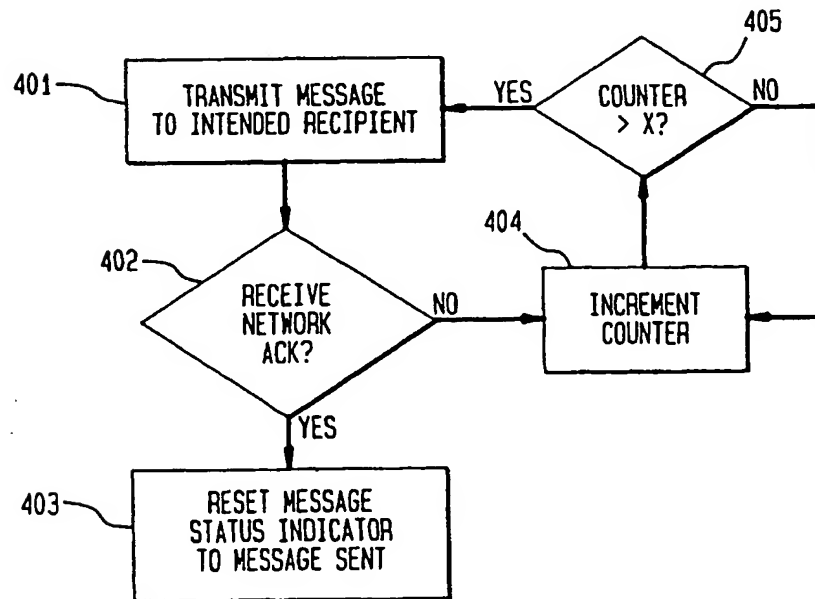 401
TRANSMIT MESSAGE
TO INTENDED RECIPIENT
YES
COUNTER
> X?
NO
405
402
RECEIVE
NETWORK
ACK?
NO
404
INCREMENT
COUNTER
YES
403
RESET MESSAGE
STATUS INDICATOR
TO MESSAGE SENT